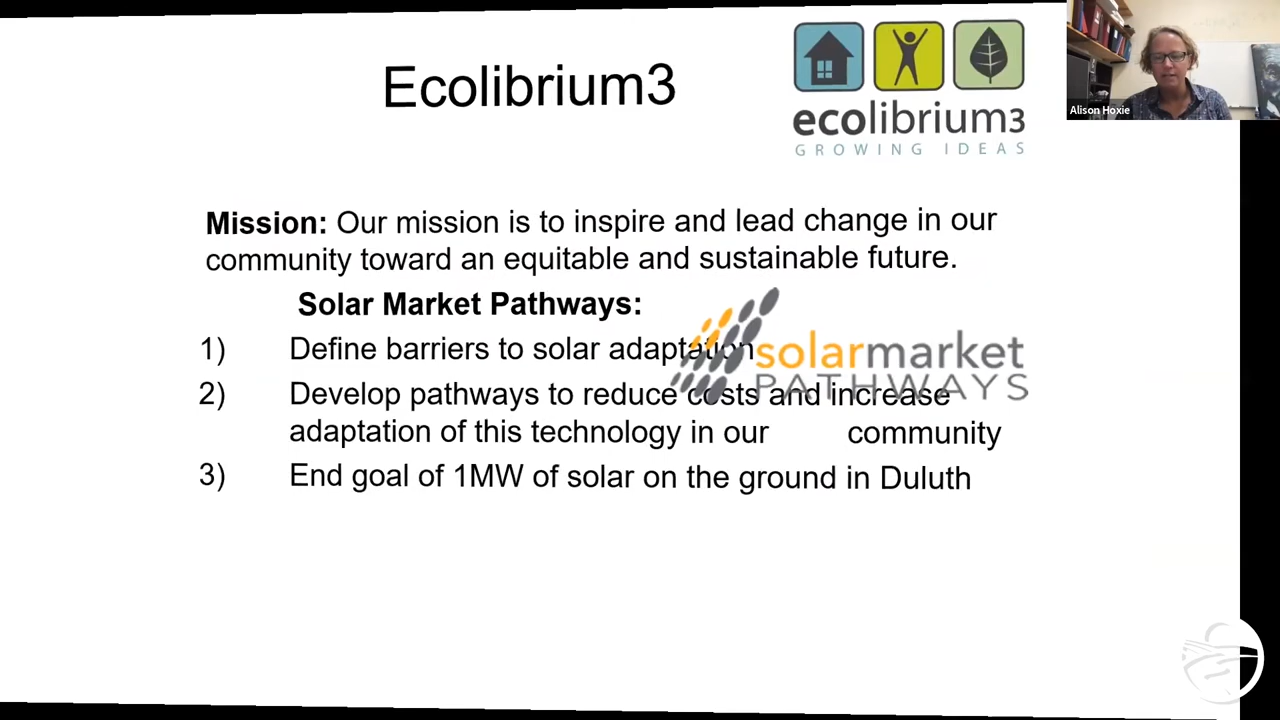 Ecolibrium3
ecolibrium3
GROWING IDEAS
Alison Hoxie
Mission: Our mission is to inspire and lead change in our
community toward an equitable and sustainable future.
Solar Market Pathways:
1) Define barriers to solar adaptation
solarmarket
PATHWAYS
2) Develop pathways to reduce costs and increase
adaptation of this technology in our community
3) End goal of 1MW of solar on the ground in Duluth